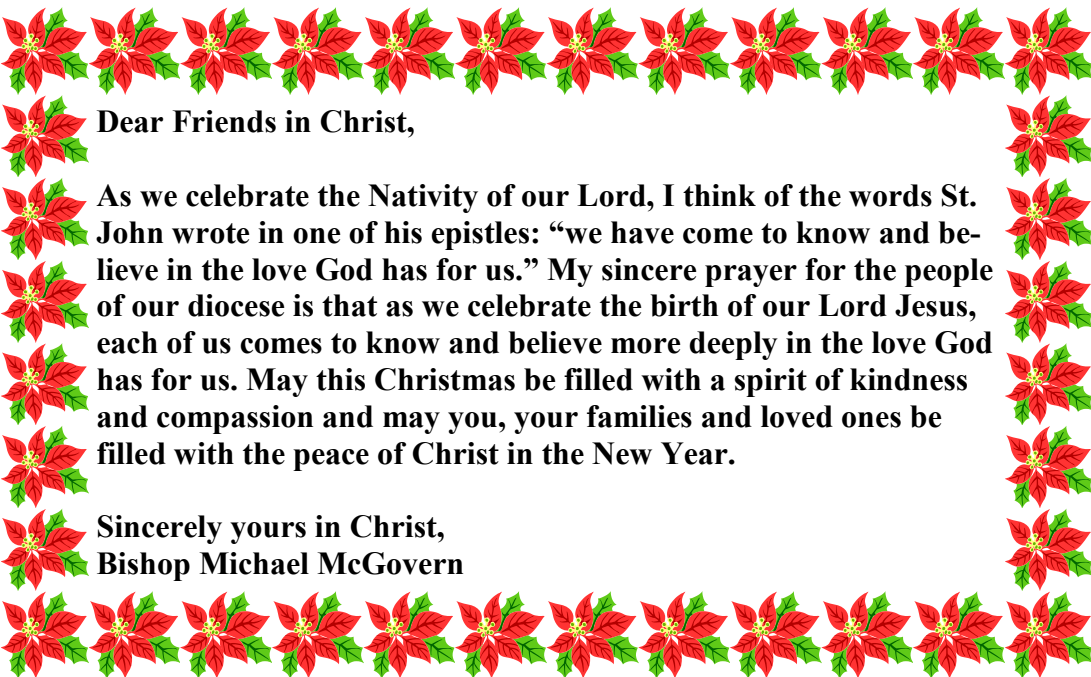 Dear Friends in Christ,
As we celebrate the Nativity of our Lord, I think of the words St.
John wrote in one of his epistles: “we have come to know and be-
lieve in the love God has for us.” My sincere prayer for the people
of our diocese is that as we celebrate the birth of our Lord Jesus,
each of us comes to know and believe more deeply in the love God
has for us. May this Christmas be filled with a spirit of kindness
and compassion and may you, your families and loved ones be
filled with the peace of Christ in the New Year.
Sincerely yours in Christ,
Bishop Michael McGovern